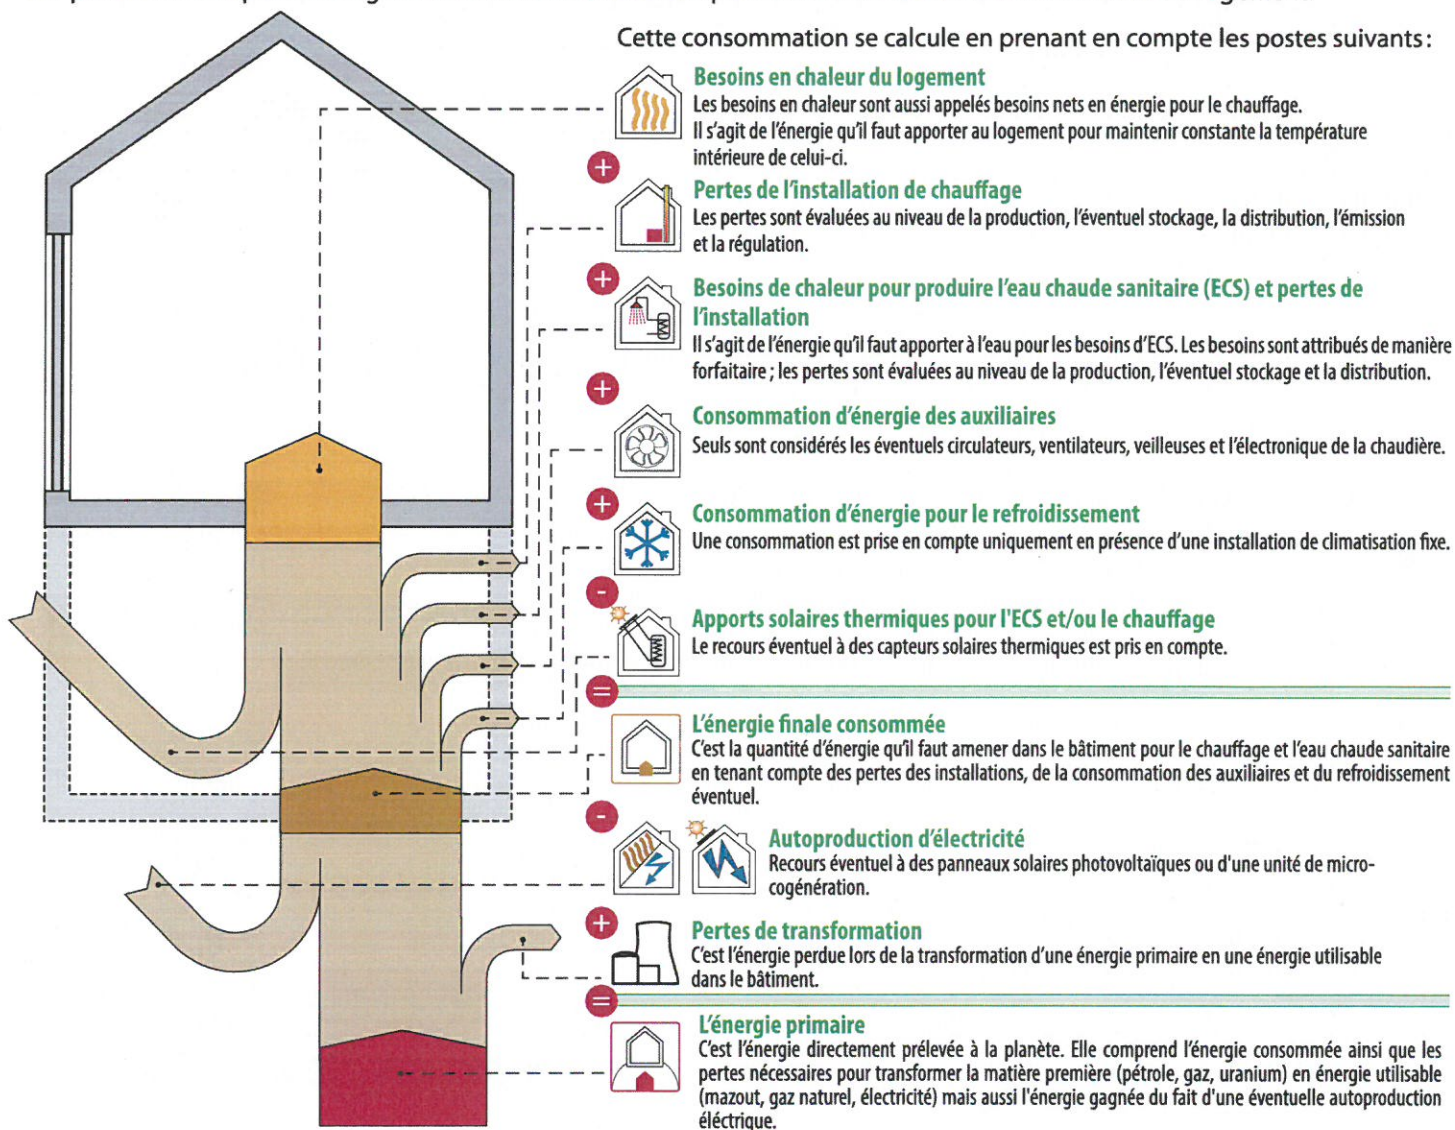 Cette consommation se calcule en prenant en compte les postes suivants :
Besoins en chaleur du logement
Les besoins en chaleur sont aussi appelés besoins nets en énergie pour le chauffage.
Il s'agit de l'énergie qu'il faut apporter au logement pour maintenir constante la température
intérieure de celui-ci.
+
Pertes de l'installation de chauffage
Les pertes sont évaluées au niveau de la production, l'éventuel stockage, la distribution, l'émission
et la régulation.
+
Besoins de chaleur pour produire l'eau chaude sanitaire (ECS) et pertes de
l'installation
Il s'agit de l'énergie qu'il faut apporter à l'eau pour les besoins d'ECS. Les besoins sont attribués de manière
forfaitaire ; les pertes sont évaluées au niveau de la production, l'éventuel stockage et la distribution.
+
Consommation d'énergie des auxiliaires
Seuls sont considérés les éventuels circulateurs, ventilateurs, veilleuses et l'électronique de la chaudière.
+
Consommation d'énergie pour le refroidissement
Une consommation est prise en compte uniquement en présence d'une installation de climatisation fixe.
-
Apports solaires thermiques pour l'ECS et/ou le chauffage
Le recours éventuel à des capteurs solaires thermiques est pris en compte.
=
L'énergie finale consommée
C'est la quantité d'énergie qu'il faut amener dans le bâtiment pour le chauffage et l'eau chaude sanitaire
en tenant compte des pertes des installations, de la consommation des auxiliaires et du refroidissement
éventuel.
-
Autoproduction d'électricité
Recours éventuel à des panneaux solaires photovoltaïques ou d'une unité de micro-
cogénération.
+
Pertes de transformation
C'est l'énergie perdue lors de la transformation d'une énergie primaire en une énergie utilisable
dans le bâtiment.
=
L'énergie primaire
C'est l'énergie directement prélevée à la planète. Elle comprend l'énergie consommée ainsi que les
pertes nécessaires pour transformer la matière première (pétrole, gaz, uranium) en énergie utilisable
(mazout, gaz naturel, électricité) mais aussi l'énergie gagnée du fait d'une éventuelle autoproduction
éléctrique.